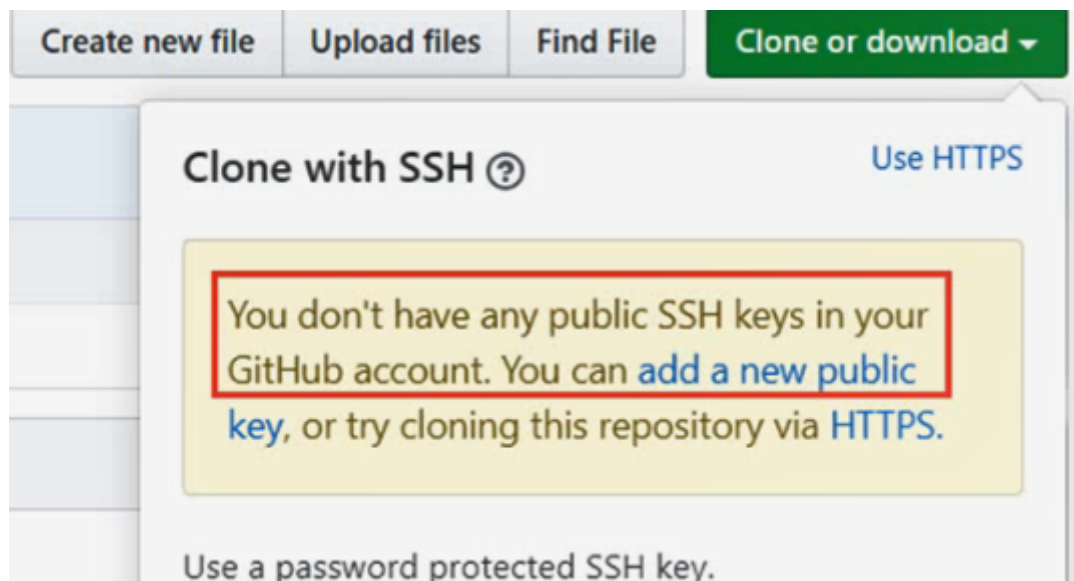 Create new file Upload files Find File Clone or download
Clone with SSH Use HTTPS
You don't have any public SSH keys in your
GitHub account. You can add a new public
key, or try cloning this repository via HTTPS.
Use a password protected SSH key.